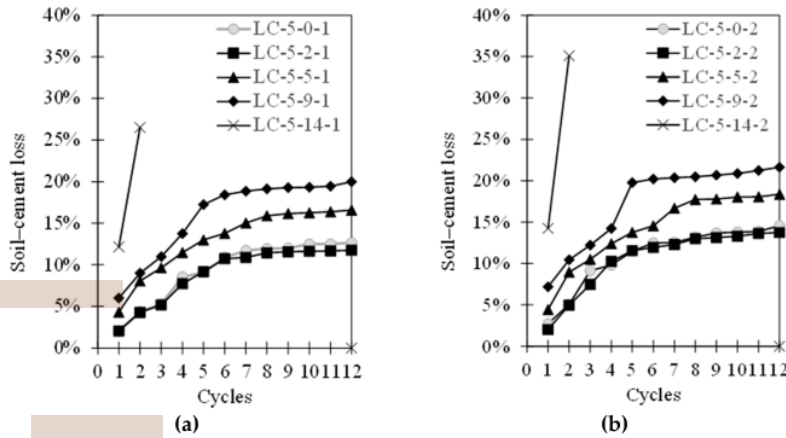 40%
35%
30%
25%
20%
15%
10%
5%
0%
Soil–cement loss
LC-5-0-1
LC-5-2-1
LC-5-5-1
LC-5-9-1
LC-5-14-1
0 1 2 3 4 5 6 7 8 9 10 11 12
Cycles
(a)
40%
35%
30%
25%
20%
15%
10%
5%
0%
Soil–cement loss
LC-5-0-2
LC-5-2-2
LC-5-5-2
LC-5-9-2
LC-5-14-2
0 1 2 3 4 5 6 7 8 9 10 11 12
Cycles
(b)